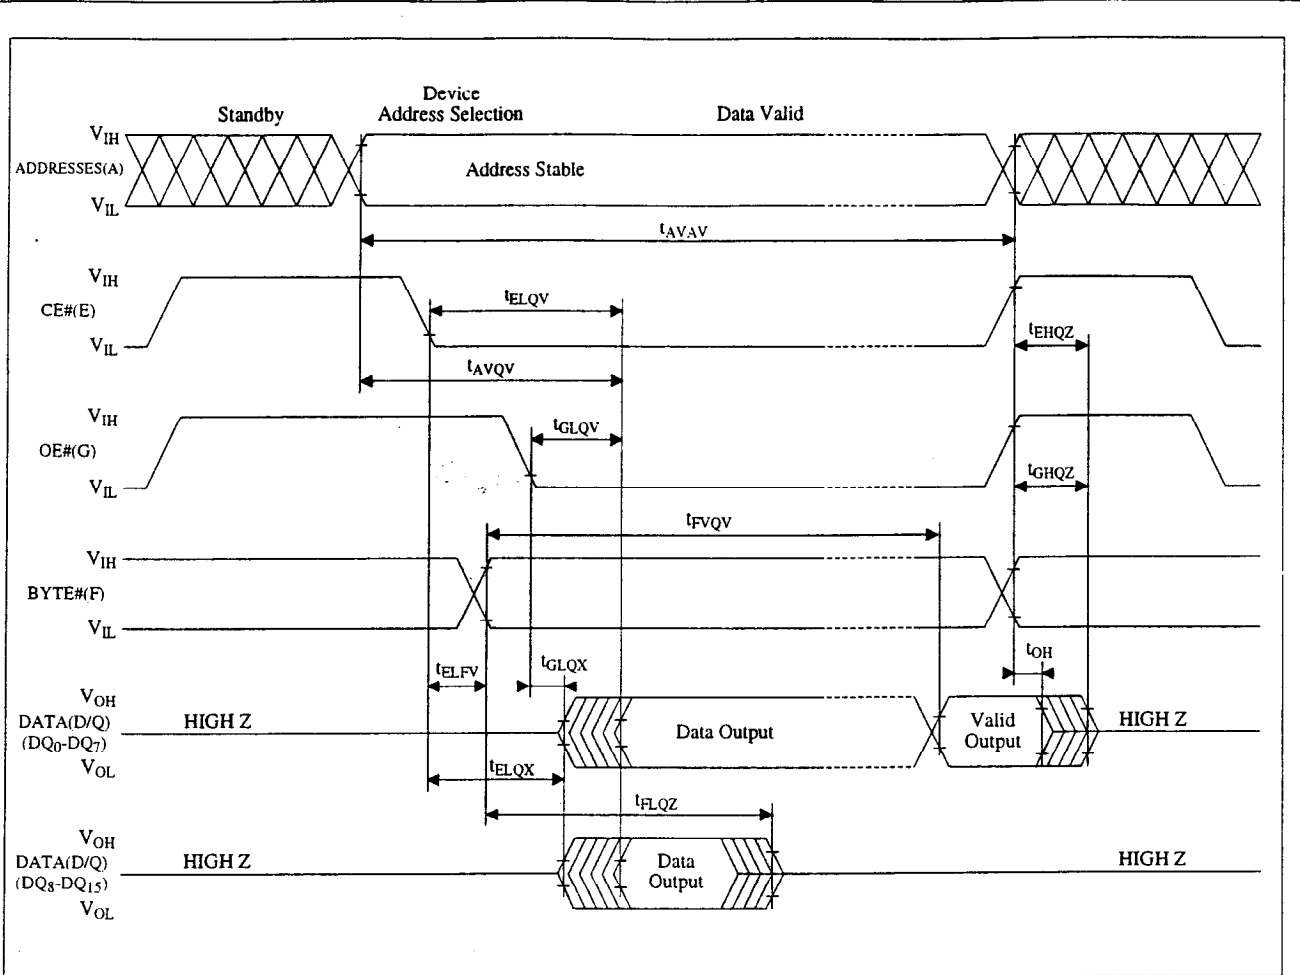 Standby
Device
Address Selection
Data Valid
VIH
ADDRESSES(A)
Address Stable
VIL
tAVAV
VIH
tELQV
CE#(E)
tEHQZ
VIL
tAVQV
VIH
tGLQV
OE#(G)
tGHQZ
VIL
tFVQV
VIH
BYTE#(F)
VIL
tELFV
tGLQX
tOH
VOH
DATA(D/Q)
(DQ0-DQ7)
HIGH Z
Data Output
Valid
Output
HIGH Z
VOL
tELQX
tFLQZ
VOH
DATA(D/Q)
(DQ8-DQ15)
HIGH Z
Data
Output
HIGH Z
VOL